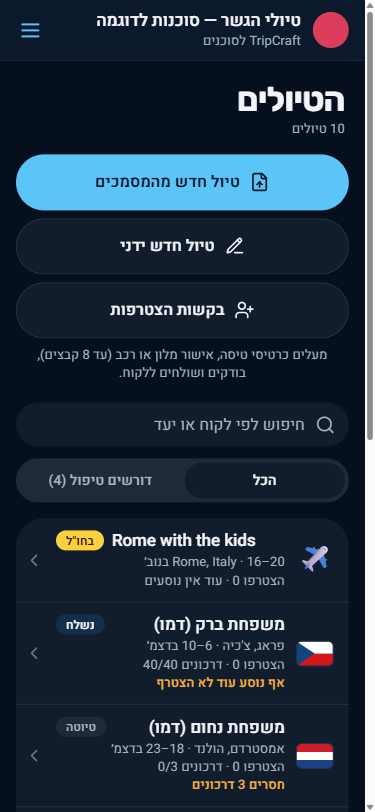 טיולי הגשר — סוכנות לדוגמה
TripCraft לסוכנים
הטיולים
10 טיולים
טיול חדש מהמסמכים
טיול חדש ידני
בקשות הצטרפות
מעלים כרטיסי טיסה, אישור מלון או רכב (עד 8 קבצים),
בודקים ושולחים ללקוח.
חיפוש לפי לקוח או יעד
הכל
דורשים טיפול (4)
Rome with the kids
בחו"ל
Rome, Italy · 16–20 בנוב׳
הצטרפו 0 · עוד אין נוסעים
משפחת ברק (דמו)
נשלח
פראג, צ'כיה · 6–10 בדצמ׳
הצטרפו 0 · דרכונים 40/40
אף נוסע עוד לא הצטרף
משפחת נחום (דמו)
טיוטה
אמסטרדם, הולנד · 18–23 בדצמ׳
הצטרפו 0 · דרכונים 0/3
חסרים 3 דרכונים